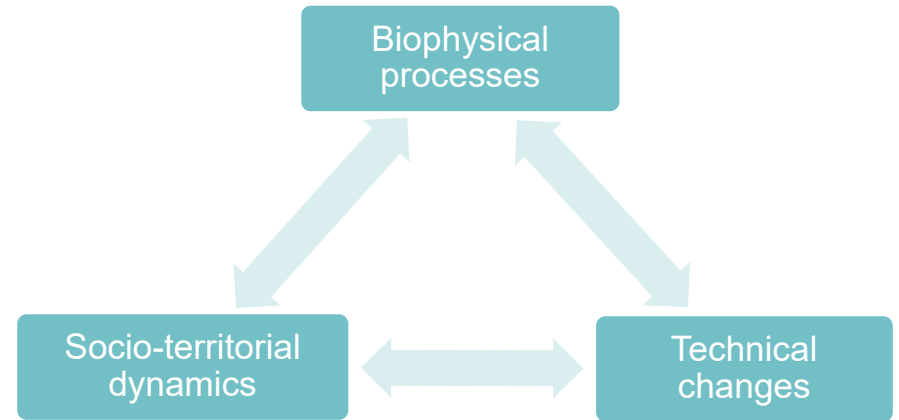 Biophysical
processes
Socio-territorial
dynamics
Technical
changes